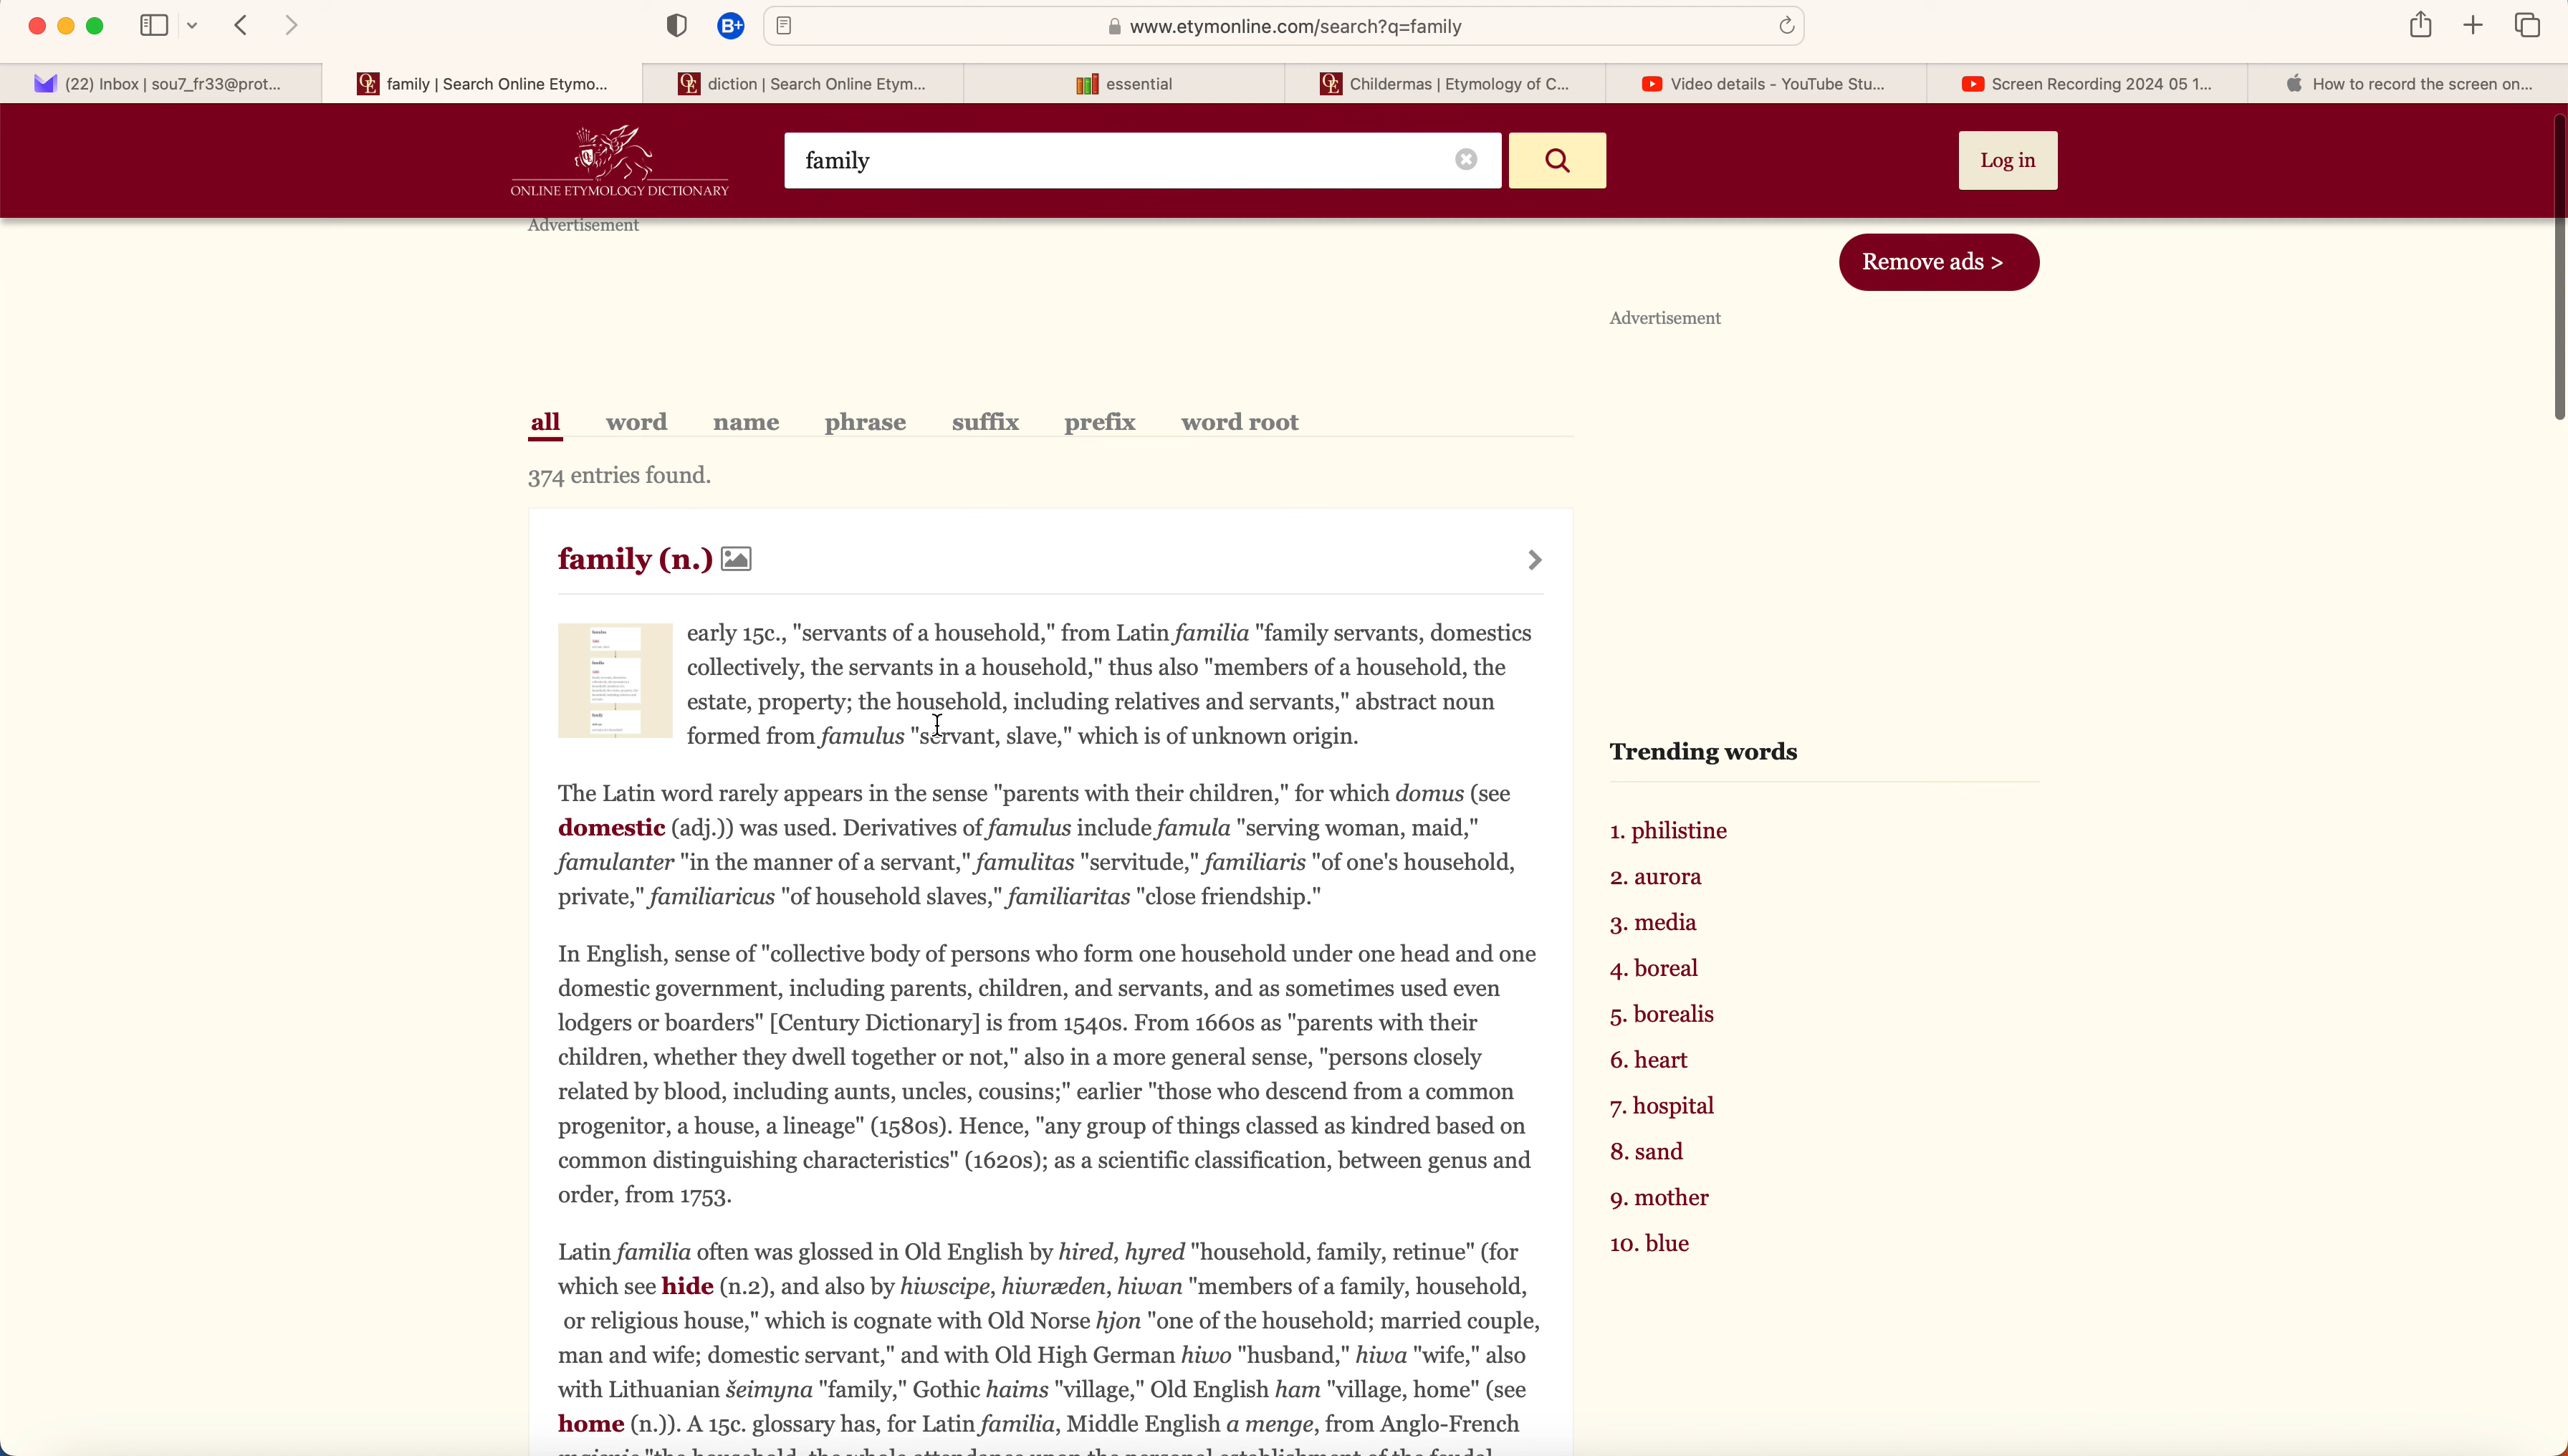 www.etymonline.com/search?q=family
(22) Inbox | sou7_fr33@prot...
family | Search Online Etymo...
diction | Search Online Etym...
essential
Childermas | Etymology of C...
Video details - YouTube Stu...
Screen Recording 2024 05 1...
How to record the screen on...
ONLINE ETYMOLOGY DICTIONARY
family
Log in
Advertisement
Remove ads >
Advertisement
all word name phrase suffix prefix word root
374 entries found.
family (n.)
early 15c., "servants of a household," from Latin familia "family servants, domestics
collectively, the servants in a household," thus also "members of a household, the
estate, property; the household, including relatives and servants," abstract noun
formed from famulus "servant, slave," which is of unknown origin.
The Latin word rarely appears in the sense "parents with their children," for which domus (see
domestic (adj.)) was used. Derivatives of famulus include famula "serving woman, maid,"
famulanter "in the manner of a servant," famulitas "servitude," familiaris "of one's household,
private," familiaricus "of household slaves," familiaritas "close friendship."
In English, sense of "collective body of persons who form one household under one head and one
domestic government, including parents, children, and servants, and as sometimes used even
lodgers or boarders" [Century Dictionary] is from 1540s. From 1660s as "parents with their
children, whether they dwell together or not," also in a more general sense, "persons closely
related by blood, including aunts, uncles, cousins;" earlier "those who descend from a common
progenitor, a house, a lineage" (1580s). Hence, "any group of things classed as kindred based on
common distinguishing characteristics" (1620s); as a scientific classification, between genus and
order, from 1753.
Latin familia often was glossed in Old English by hired, hyred "household, family, retinue" (for
which see hide (n.2), and also by hiwscipe, hiwræden, hiwan "members of a family, household,
or religious house," which is cognate with Old Norse hjon "one of the household; married couple,
man and wife; domestic servant," and with Old High German hiwo "husband," hiwa "wife," also
with Lithuanian šeimyna "family," Gothic haims "village," Old English ham "village, home" (see
home (n.)). A 15c. glossary has, for Latin familia, Middle English a menge, from Anglo-French
Trending words
1. philistine
2. aurora
3. media
4. boreal
5. borealis
6. heart
7. hospital
8. sand
9. mother
10. blue